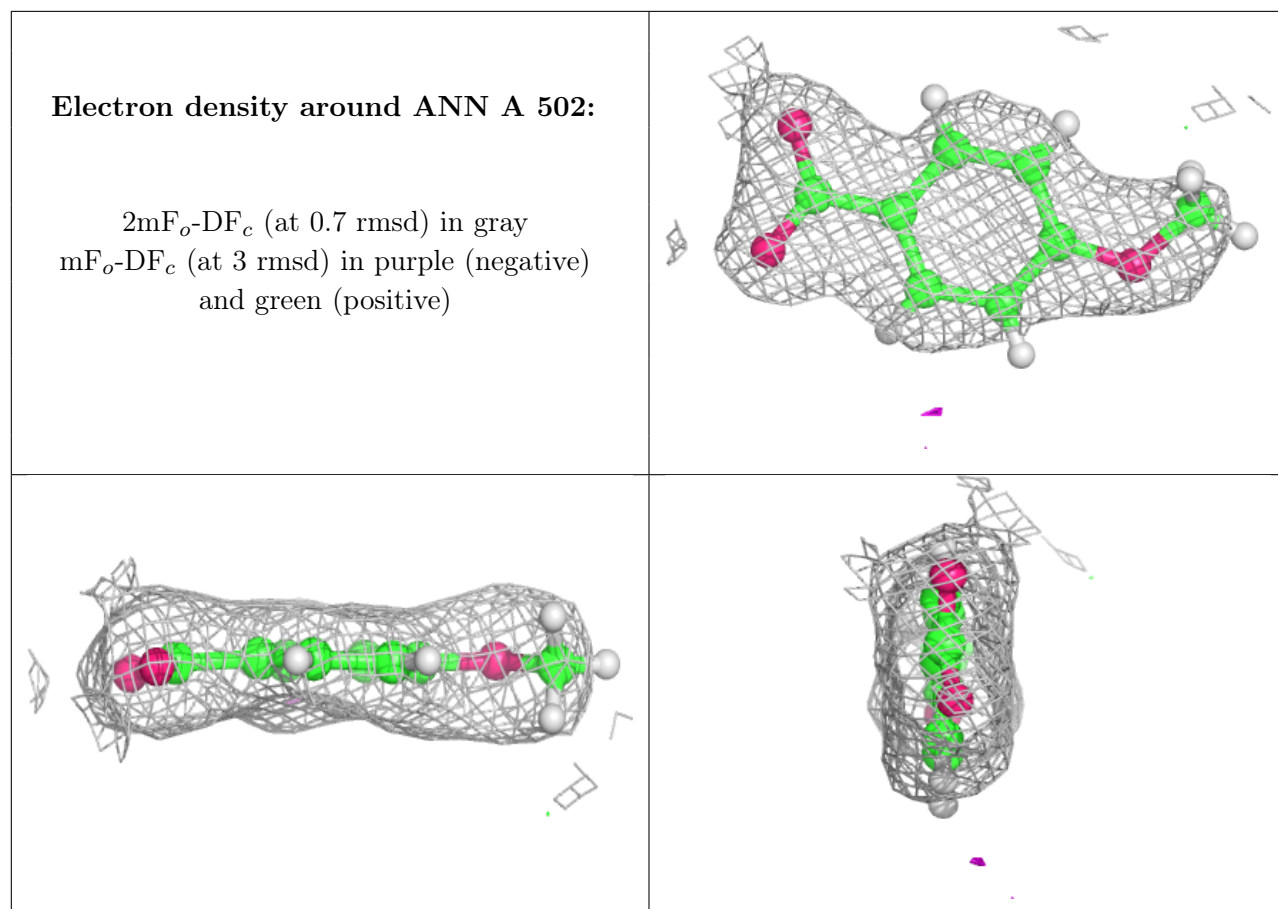 Electron density around ANN A 502:
2mFo-DFc (at 0.7 rmsd) in gray
mFo-DFc (at 3 rmsd) in purple (negative)
and green (positive)